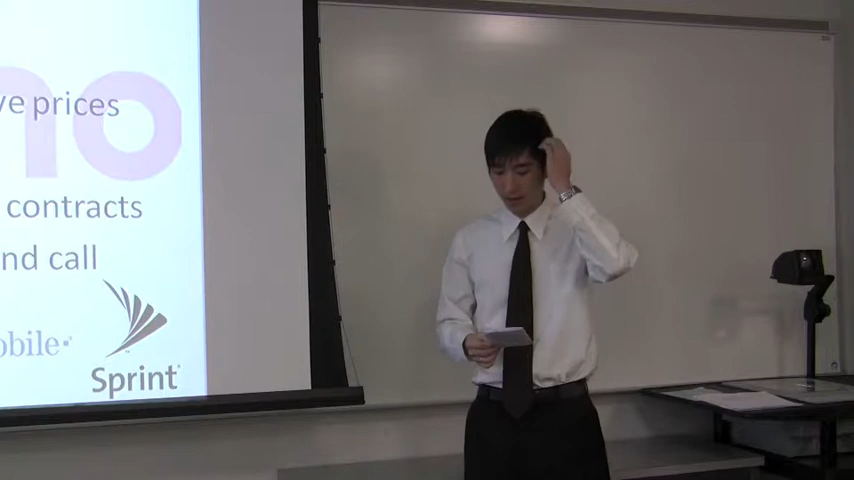 ve prices
contracts
nd call
obile
Sprint